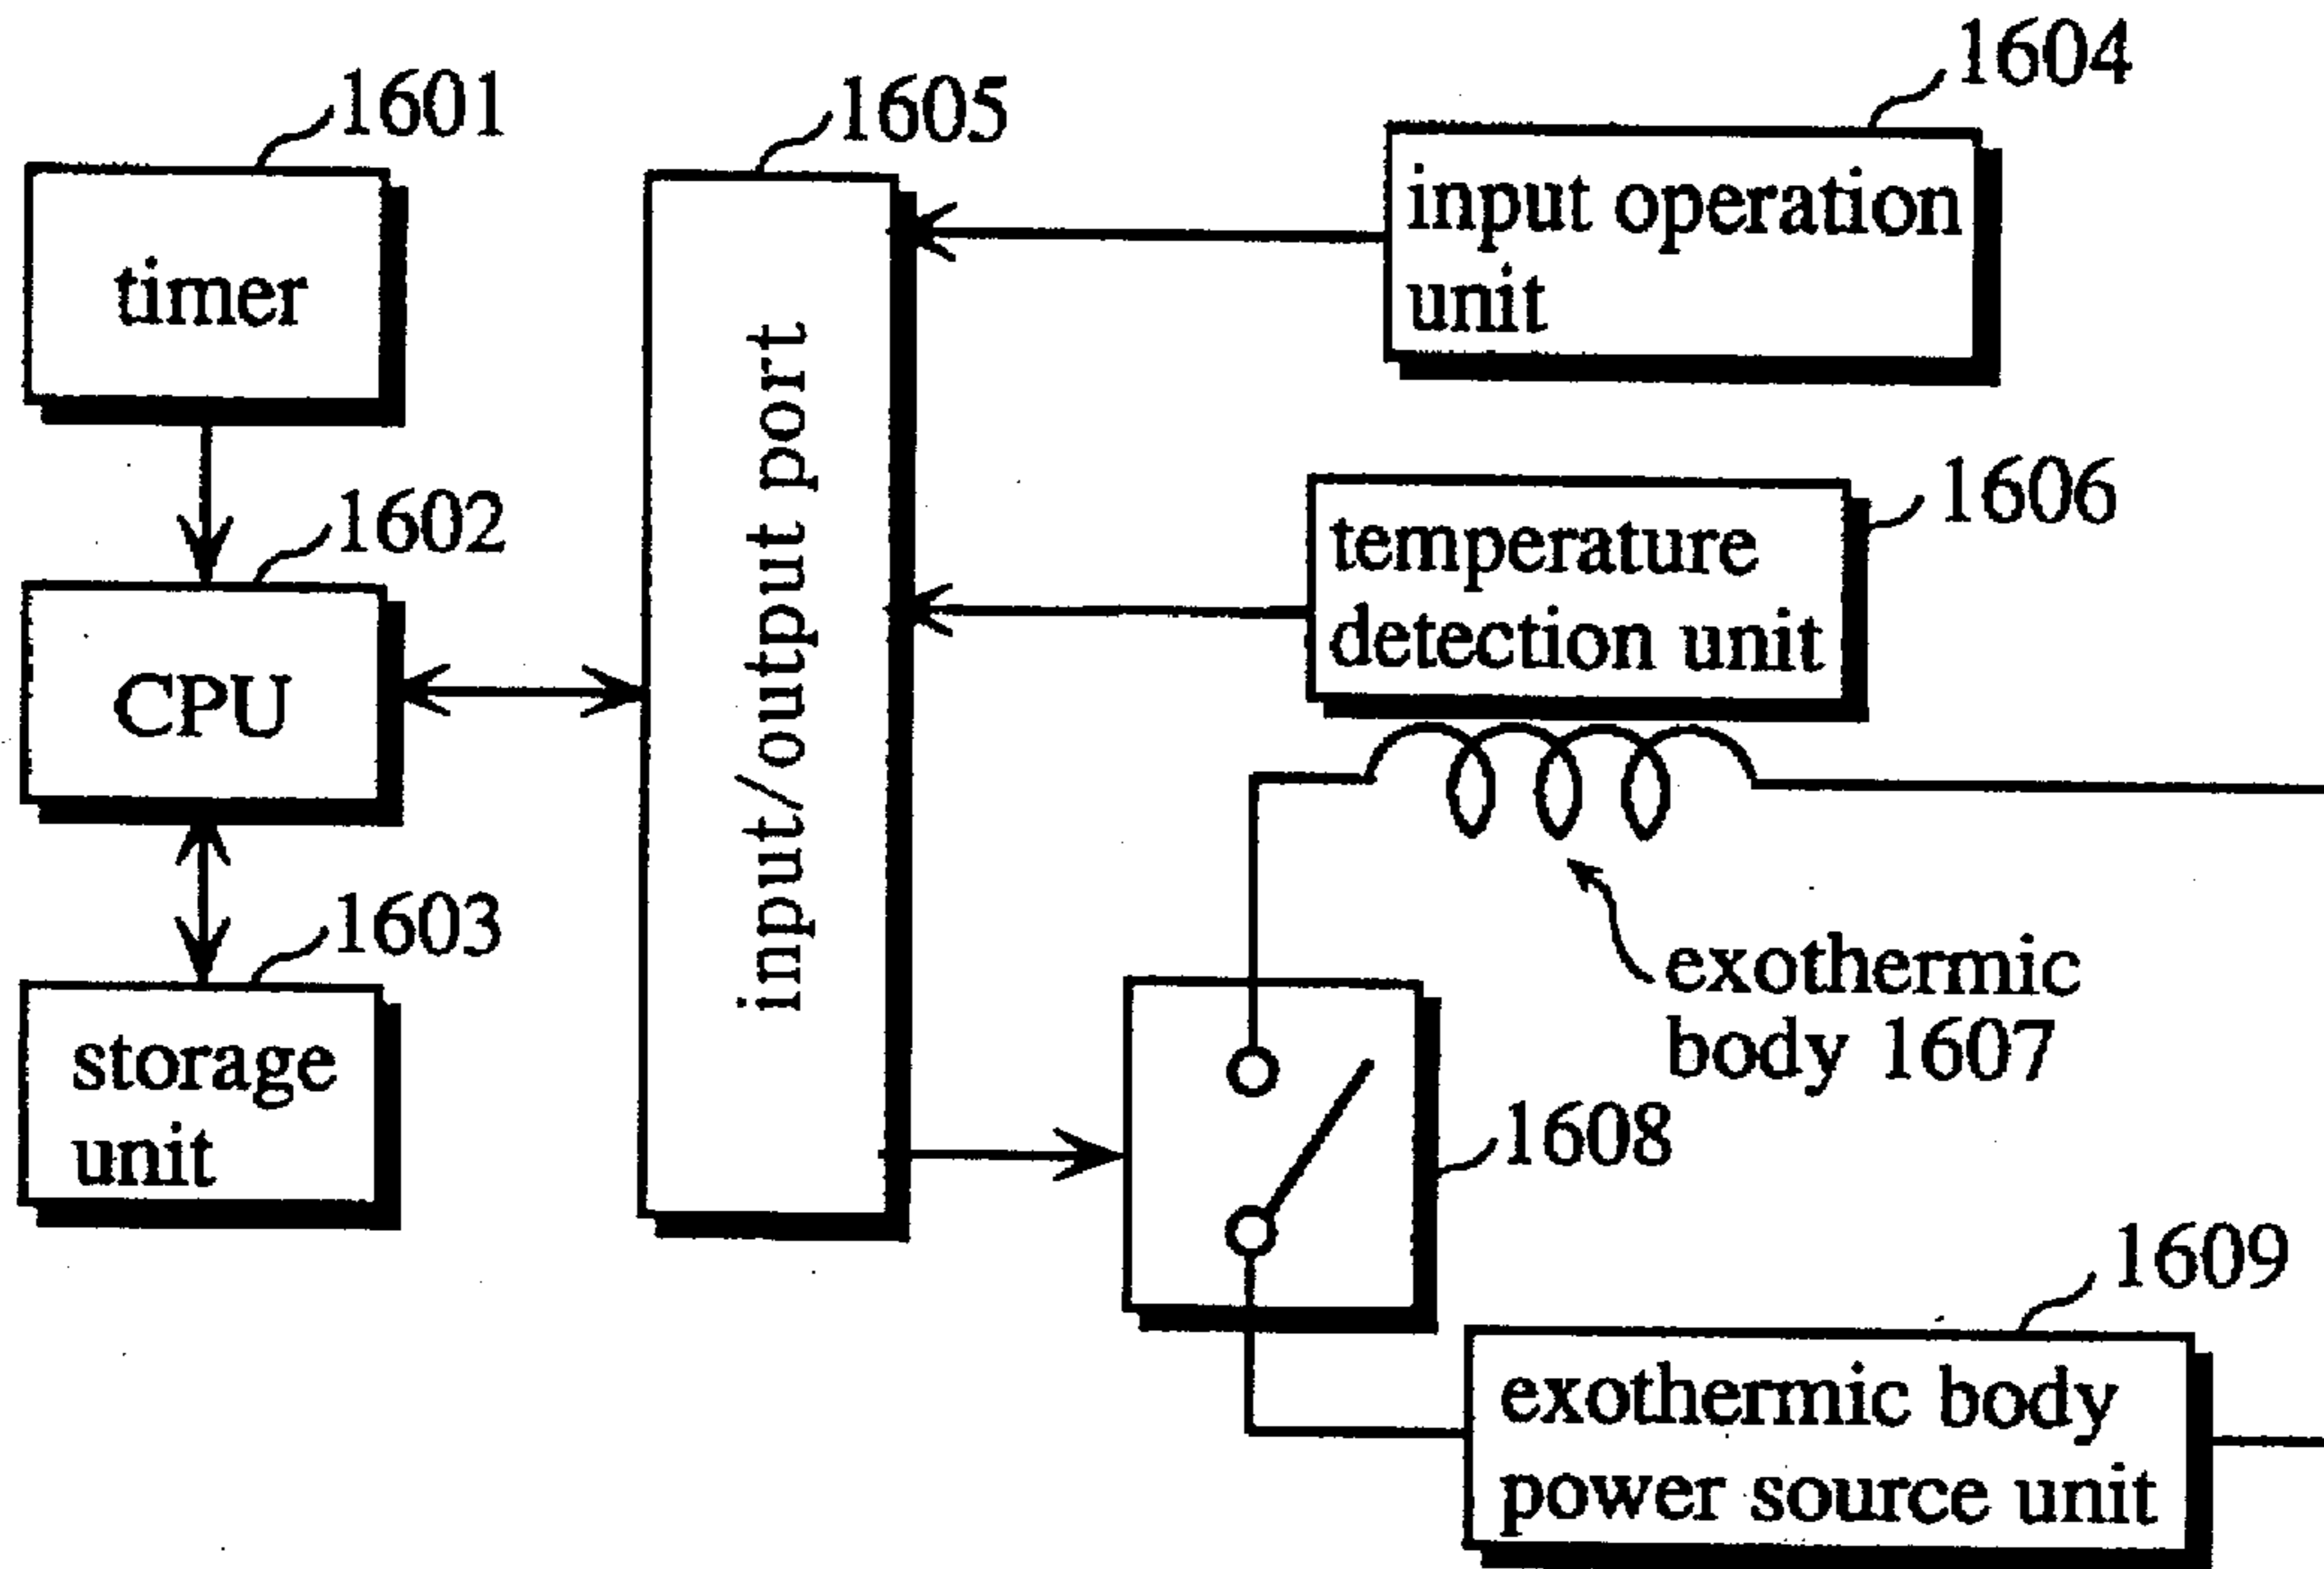 1601
timer
1602
CPU
1603
storage
unit
1605
input/output port
1604
input operation
unit
1606
temperature
detection unit
exothermic
body 1607
1608
1609
exothermic body
power source unit